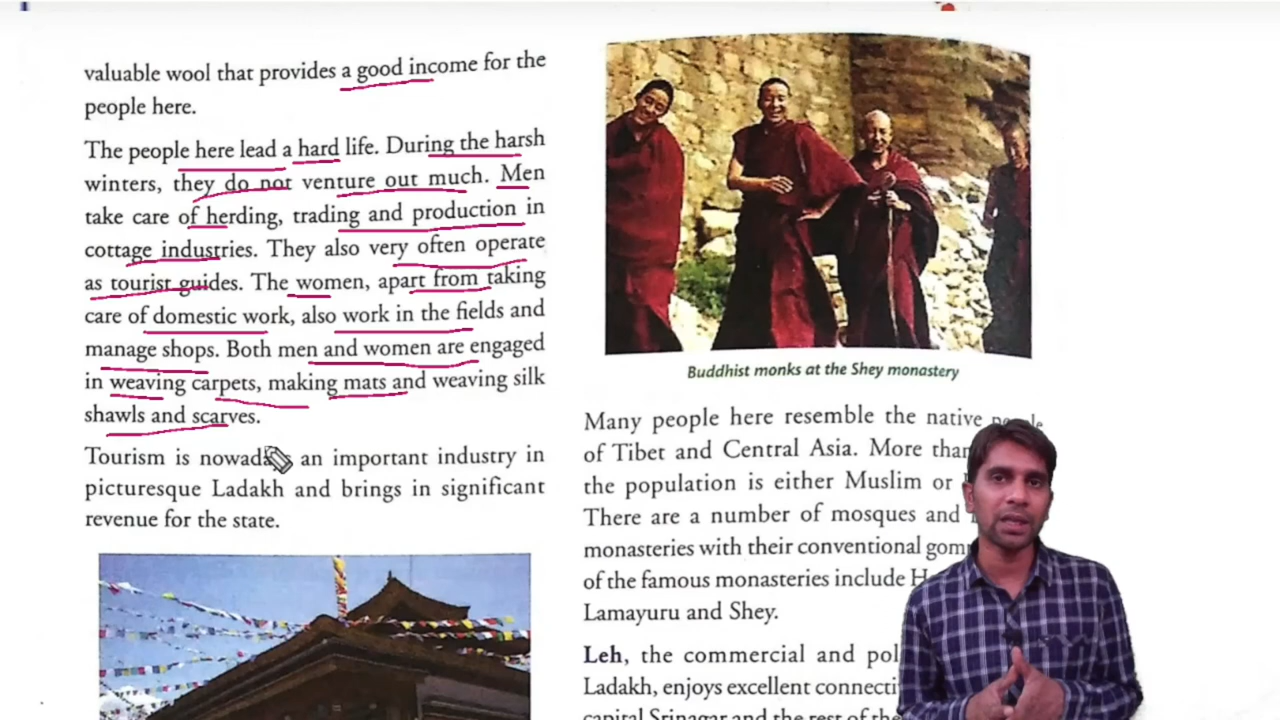 valuable wool that provides a good income for the
people here.
The people here lead a hard life. During the harsh
winters, they do not venture out much. Men
take care of herding, trading and production in
cottage industries. They also very often operate
as tourist guides. The women, apart from taking
care of domestic work, also work in the fields and
manage shops. Both men and women are engaged
in weaving carpets, making mats and weaving silk
shawls and scarves.
Tourism is an important industry in
picturesque Ladakh and brings in significant
revenue for the state.
Buddhist monks at the Shey monastery
Many people here resemble the native
of Tibet and Central Asia. More
the population is either Muslim or
There are a number of mosques and
monasteries with their conventional
of the famous monasteries include
Lamayuru and Shey.
Leh, the commercial and
Ladakh, enjoys excellent
capital Srinagar and the rest of the